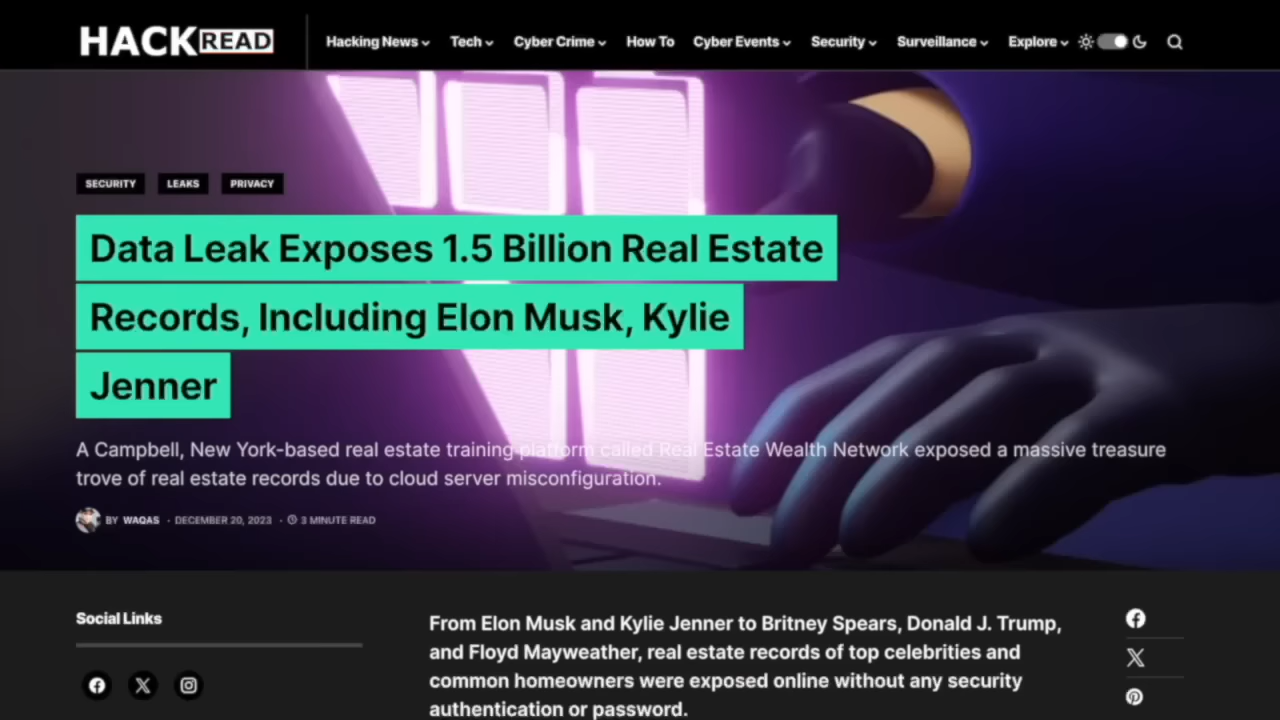 HACKREAD
Hacking News Tech Cyber Crime How To Cyber Events Security Surveillance Explore
SECURITY LEAKS PRIVACY
Data Leak Exposes 1.5 Billion Real Estate
Records, Including Elon Musk, Kylie
Jenner
A Campbell, New York-based real estate training platform called Real Estate Wealth Network exposed a massive treasure
trove of real estate records due to cloud server misconfiguration.
BY WAQAS · DECEMBER 20, 2023 · 3 MINUTE READ
Social Links
From Elon Musk and Kylie Jenner to Britney Spears, Donald J. Trump,
and Floyd Mayweather, real estate records of top celebrities and
common homeowners were exposed online without any security
authentication or password.